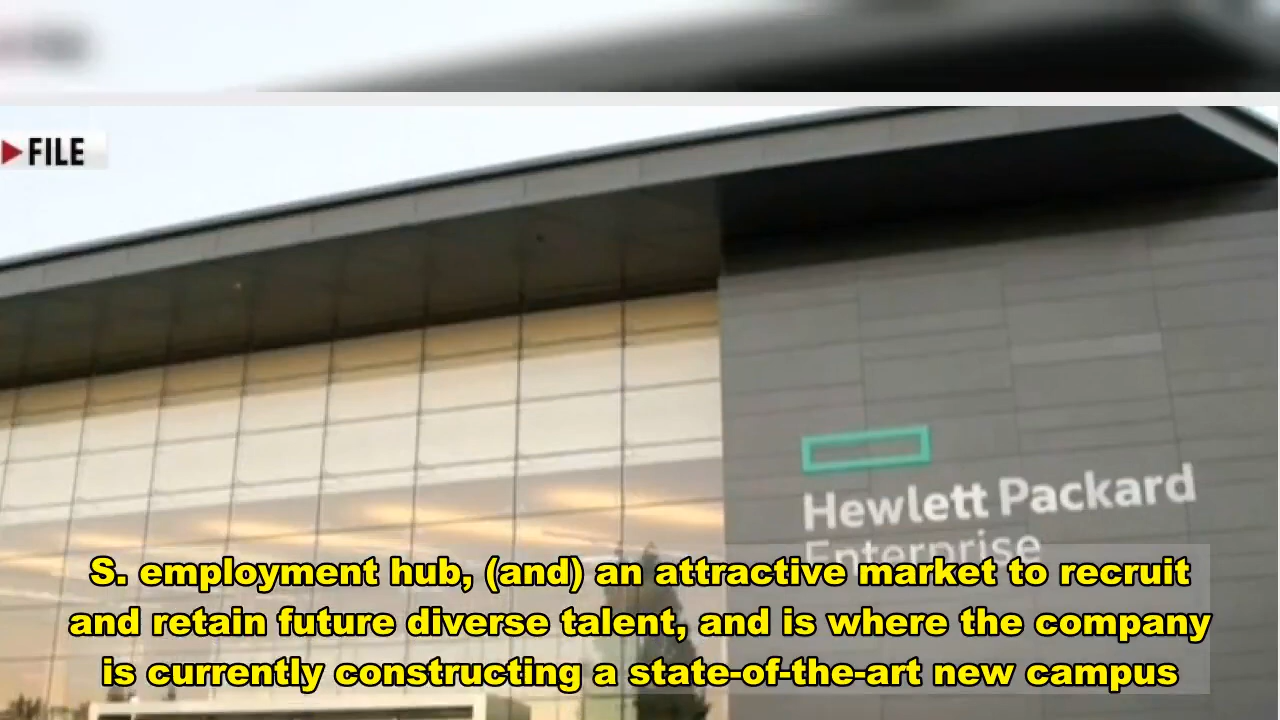 FILE
Hewlett Packard
Enterprise
S. employment hub, (and) an attractive market to recruit
and retain future diverse talent, and is where the company
is currently constructing a state-of-the-art new campus